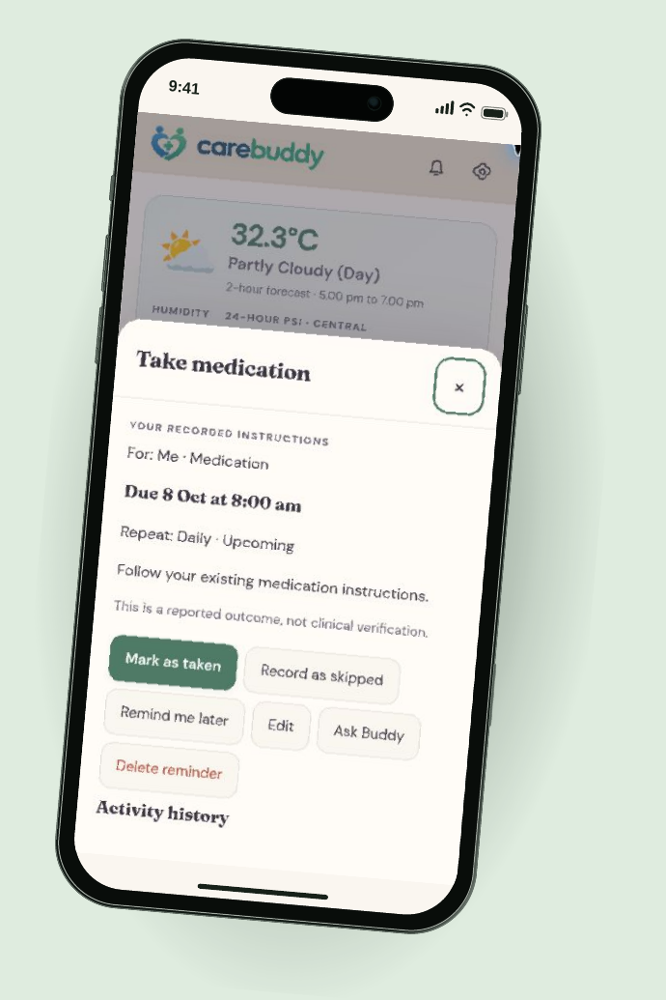 9:41
carebuddy
32.3°C
Partly Cloudy (Day)
2-hour forecast · 5.00 pm to 7.00 pm
HUMIDITY 24-HOUR PSI · CENTRAL
Take medication
×
YOUR RECORDED INSTRUCTIONS
For: Me · Medication
Due 8 Oct at 8:00 am
Repeat: Daily · Upcoming
Follow your existing medication instructions.
This is a reported outcome, not clinical verification.
Mark as taken Record as skipped
Remind me later Edit Ask Buddy
Delete reminder
Activity history